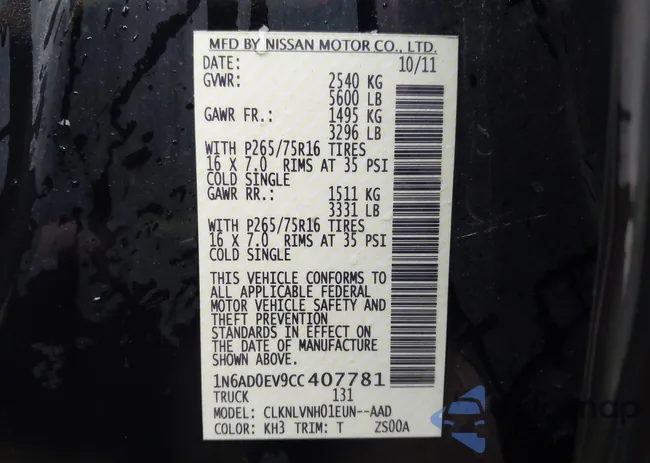 MFD BY NISSAN MOTOR CO., LTD.
DATE: 10/11
GVWR: 2540 KG
5600 LB
GAWR FR.: 1495 KG
3296 LB
WITH P265/75R16 TIRES
16 X 7.0 RIMS AT 35 PSI
COLD SINGLE
GAWR RR.: 1511 KG
3331 LB
WITH P265/75R16 TIRES
16 X 7.0 RIMS AT 35 PSI
COLD SINGLE
THIS VEHICLE CONFORMS TO
ALL APPLICABLE FEDERAL
MOTOR VEHICLE SAFETY AND
THEFT PREVENTION
STANDARDS IN EFFECT ON
THE DATE OF MANUFACTURE
SHOWN ABOVE.
1N6AD0EV9CC407781
TRUCK 131
MODEL: CLKNLVNH01EUN--AAD
COLOR: KH3 TRIM: T ZS00A